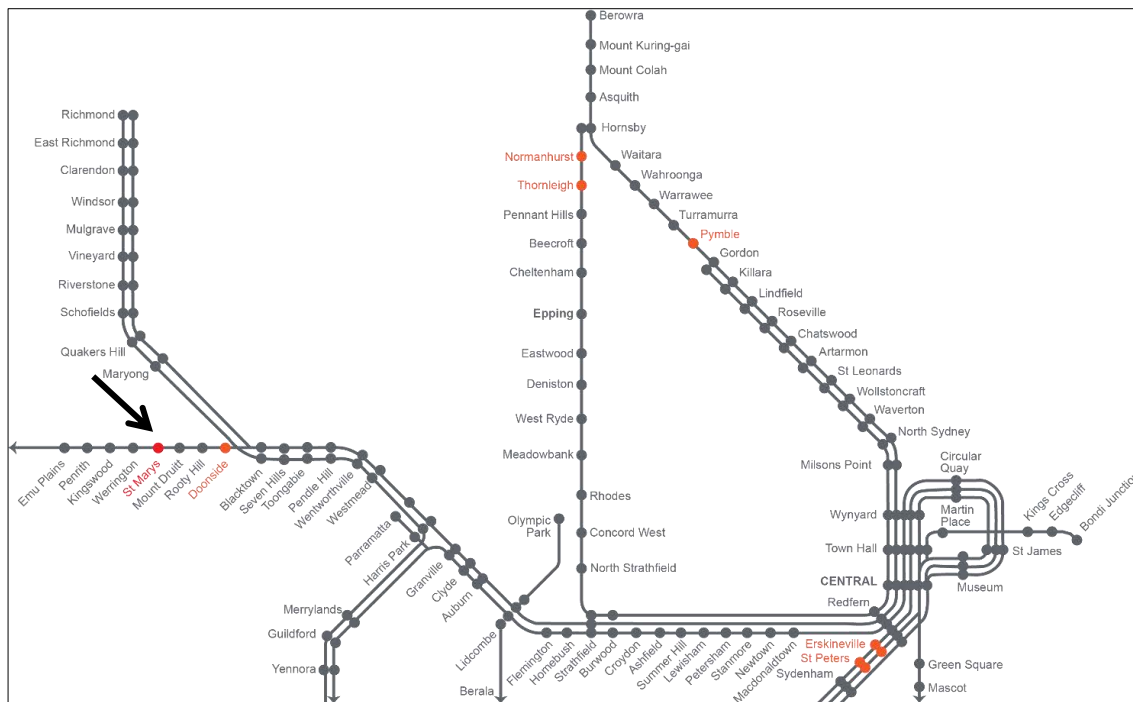 Berowra
Mount Kuring-gai
Mount Colah
Asquith
Hornsby
Normanhurst
Thornleigh
Pennant Hills
Beecroft
Cheltenham
Epping
Eastwood
Deniston
West Ryde
Meadowbank
Rhodes
Concord West
North Strathfield
Waitara
Wahroonga
Warrawee
Turramurra
Pymble
Gordon
Killara
Lindfield
Roseville
Chatswood
Artarmon
St Leonards
Wollstoncraft
Waverton
North Sydney
Milsons Point
Wynyard
Town Hall
CENTRAL
Redfern
Circular
Quay
Martin
Place
St James
Museum
Kings Cross
Edgecliff
Bondi Junction
Richmond
East Richmond
Clarendon
Windsor
Mulgrave
Vineyard
Riverstone
Schofields
Quakers Hill
Maryong
Emu Plains
Penrith
Kingswood
Werrington
St Marys
Mount Druitt
Rooty Hill
Doonside
Blacktown
Seven Hills
Toongabie
Pendle Hill
Wentworthville
Westmead
Parramatta
Harris Park
Granville
Clyde
Auburn
Merrylands
Guildford
Yennora
Olympic
Park
Lidcombe
Berala
Flemington
Homebush
Strathfield
Burwood
Croydon
Ashfield
Summer Hill
Lewisham
Petersham
Stanmore
Newtown
Macdonaldtown
Erskineville
St Peters
Sydenham
Green Square
Mascot